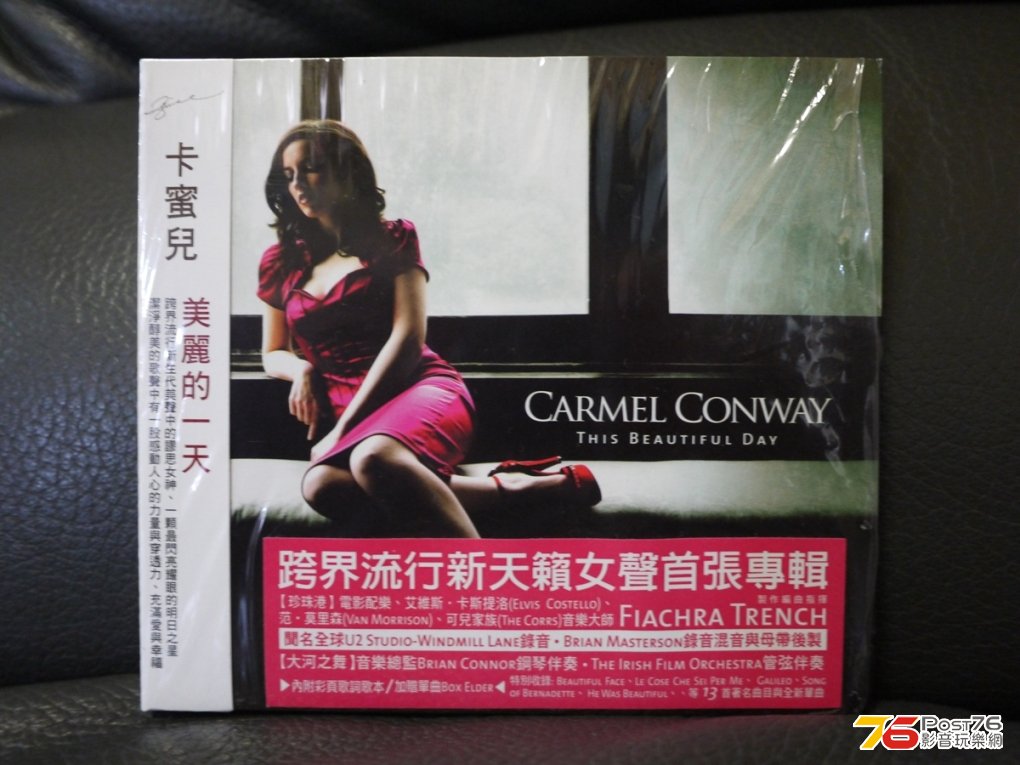 卡蜜兒
美麗的一天
跨界流行新生代美聲中的謬思女神、一顆最閃亮耀眼的明日之星
潔淨醇美的歌聲中有一股感動人心的力量與穿透力、充滿愛與幸福
CARMEL CONWAY
THIS BEAUTIFUL DAY
跨界流行新天籟女聲首張專輯
【珍珠港】電影配樂、艾維斯・卡斯提洛(ELVIS COSTELLO)、
范・莫里森(VAN MORRISON)、可兒家族(THE CORRS)音樂大師
製作編曲指揮
FIACHRA TRENCH
聞名全球U2 STUDIO-WINDMILL LANE錄音・BRIAN MASTERSON錄音混音與母帶後製
【大河之舞】音樂總監BRIAN CONNOR鋼琴伴奏・THE IRISH FILM ORCHESTRA管弦伴奏
▶內附彩頁歌詞歌本/加贈單曲BOX ELDER◀
特別收錄: BEAUTIFUL FACE、LE COSE CHE SEI PER ME、GALILEO、SONG
OF BERNADETTE、HE WAS BEAUTIFUL、、等13首著名曲目與全新單曲
76 POST76
影音玩樂網